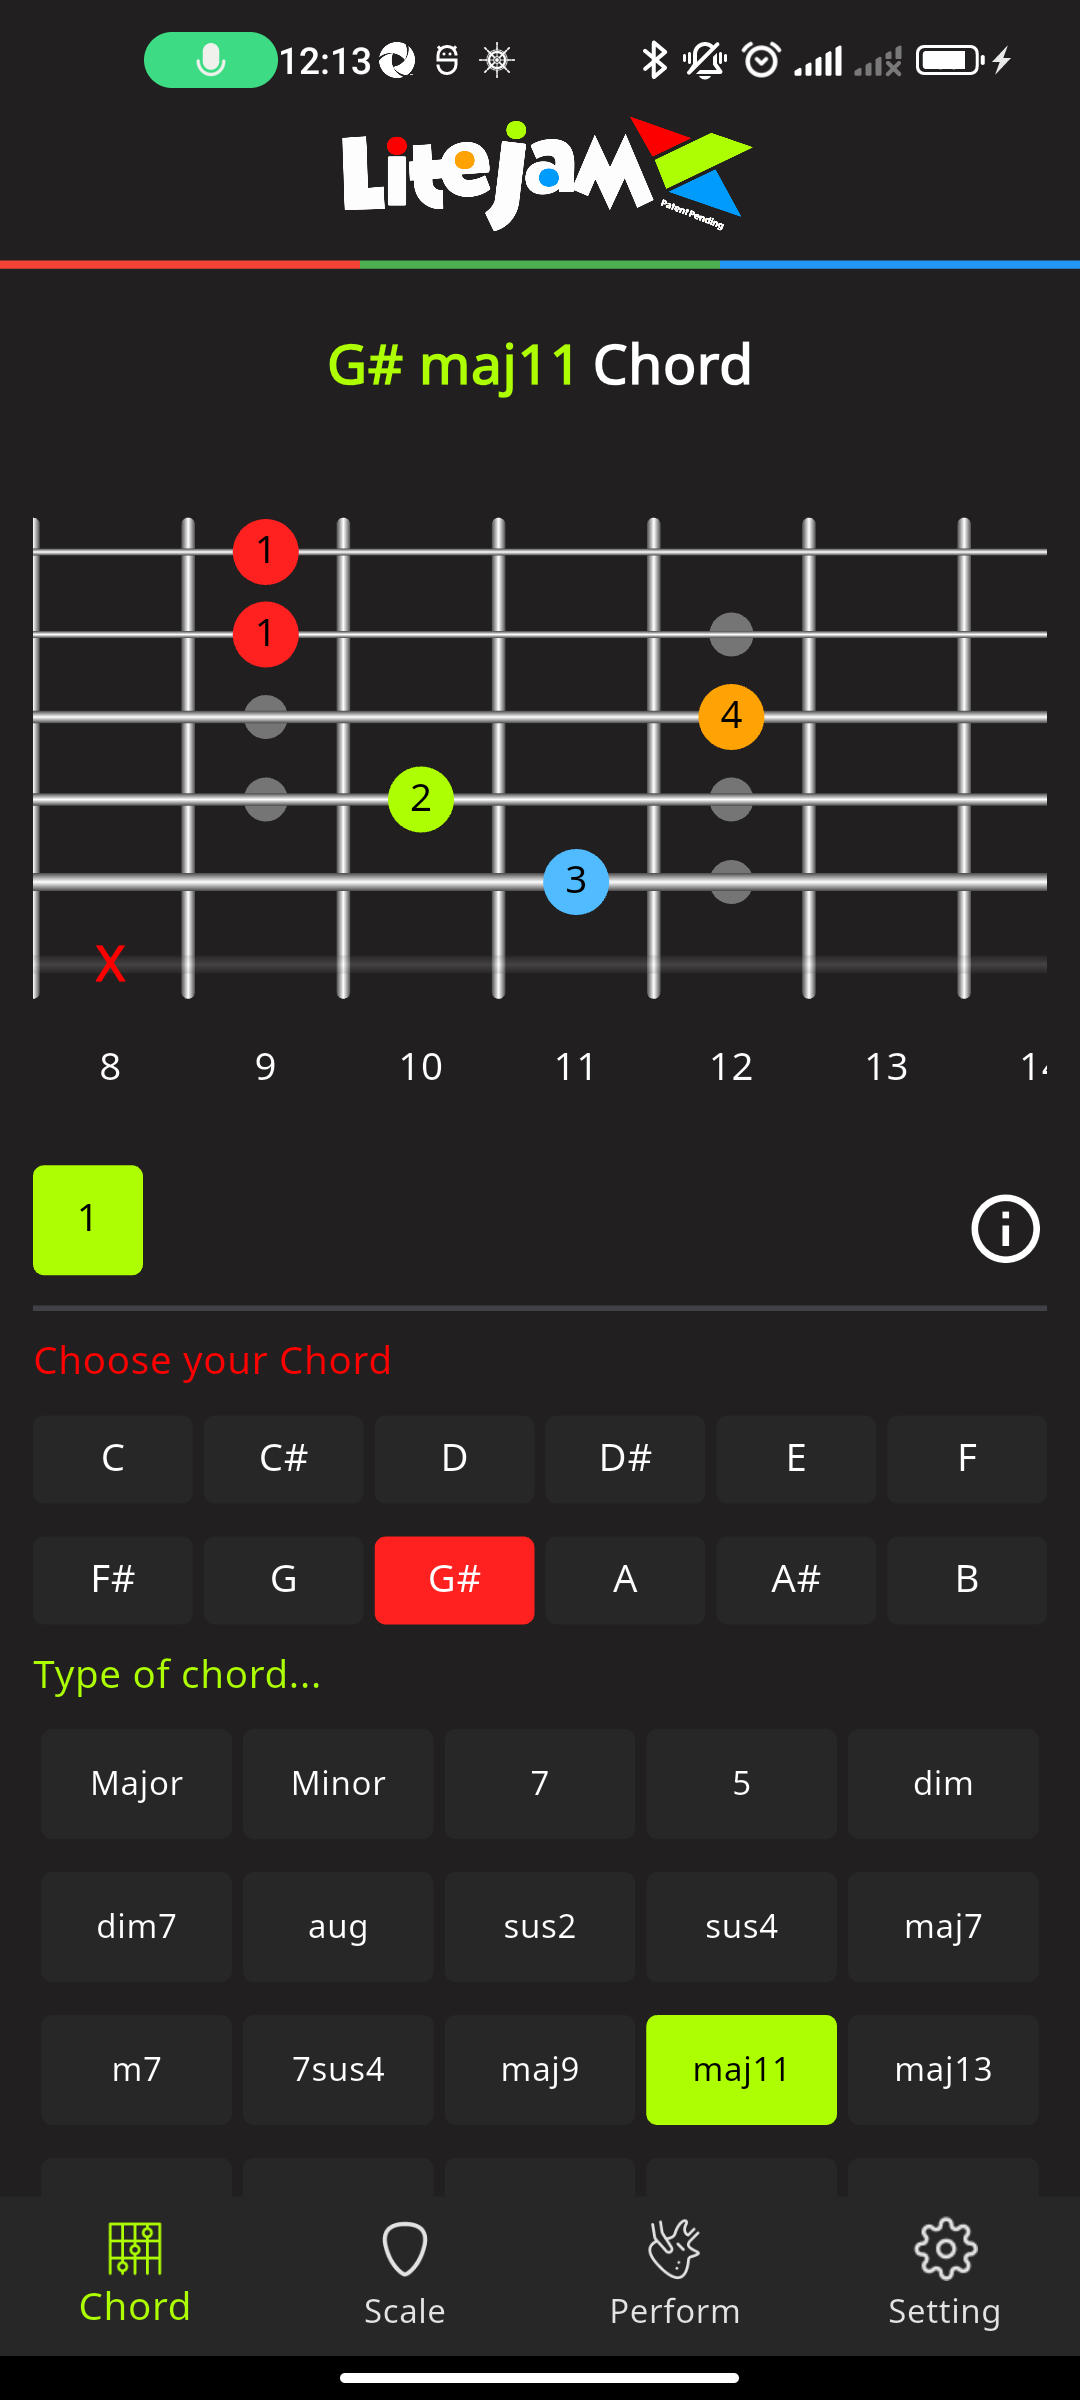 12:13
Litejam
Patent Pending
G# maj11 Chord
1
1
4
2
3
X
8 9 10 11 12 13 14
1
Choose your Chord
C C# D D# E F
F# G G# A A# B
Type of chord...
Major Minor 7 5 dim
dim7 aug sus2 sus4 maj7
m7 7sus4 maj9 maj11 maj13
Chord Scale Perform Setting